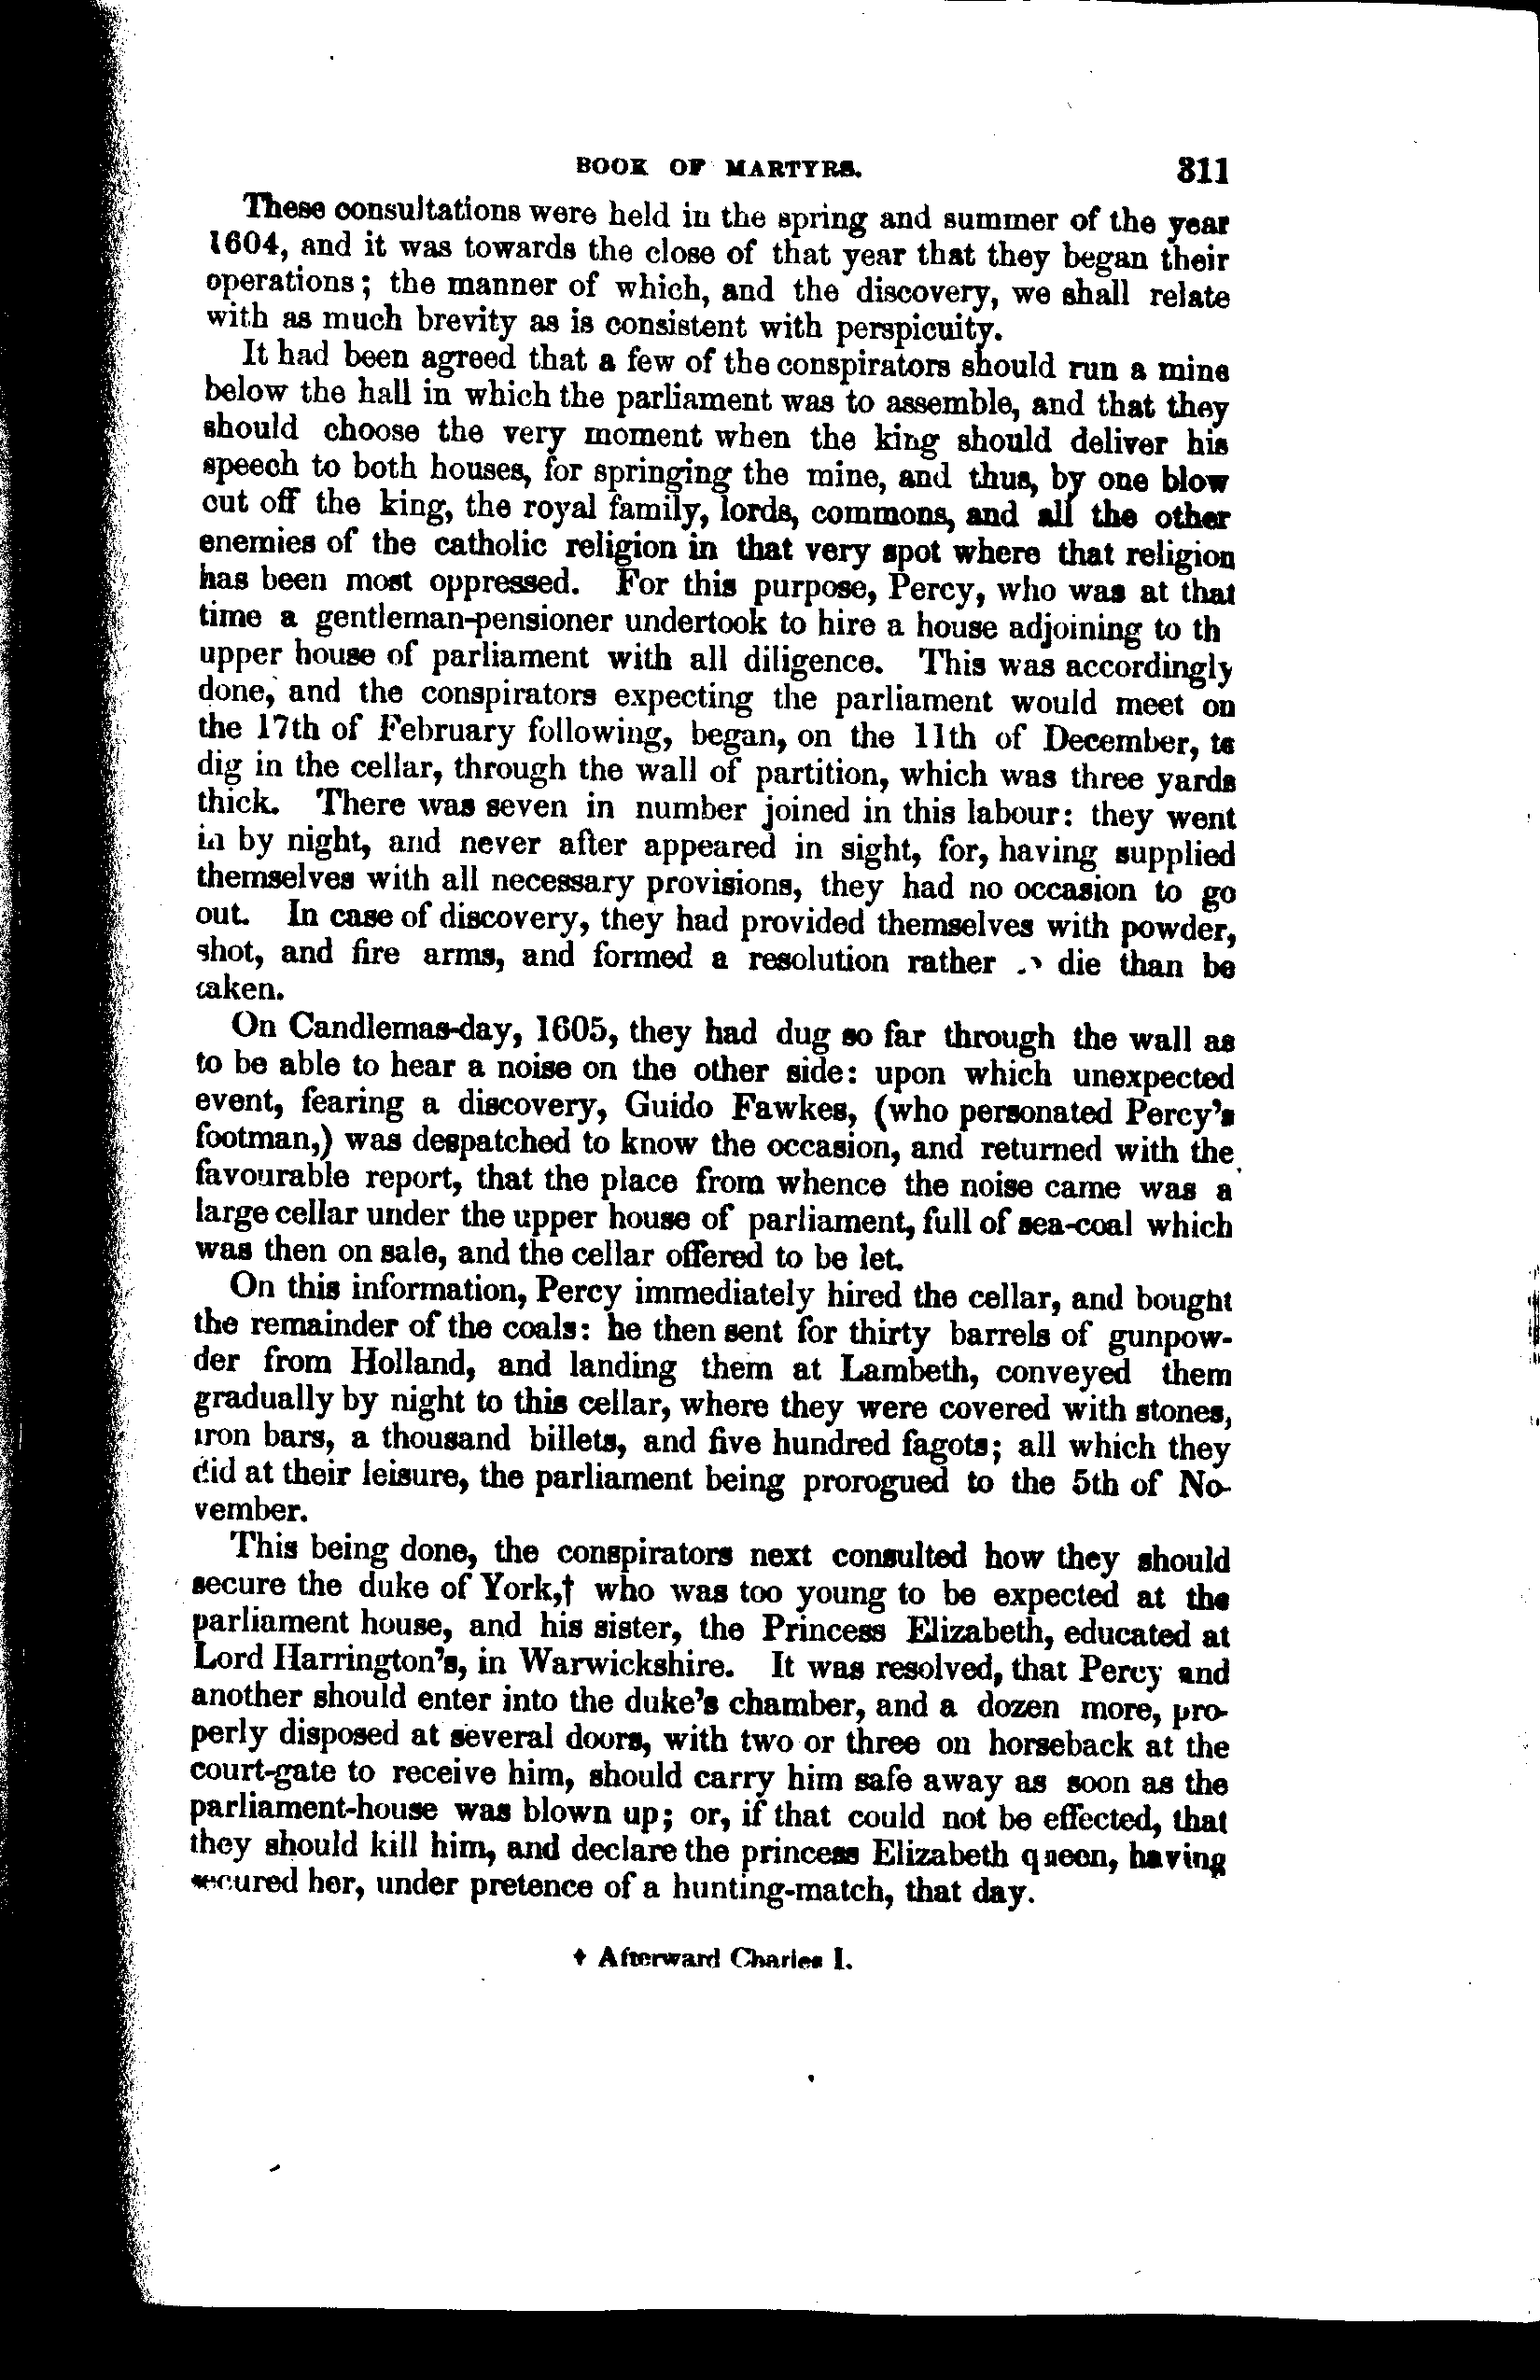 BOOK OF MARTYRS. 311
These consultations were held in the spring and summer of the year
1604, and it was towards the close of that year that they began their
operations; the manner of which, and the discovery, we shall relate
with as much brevity as is consistent with perspicuity.
It had been agreed that a few of the conspirators should run a mine
below the hall in which the parliament was to assemble, and that they
should choose the very moment when the king should deliver his
speech to both houses, for springing the mine, and thus, by one blow
cut off the king, the royal family, lords, commons, and all the other
enemies of the catholic religion in that very spot where that religion
has been most oppressed. For this purpose, Percy, who was at that
time a gentleman-pensioner undertook to hire a house adjoining to th
upper house of parliament with all diligence. This was accordingly
done, and the conspirators expecting the parliament would meet on
the 17th of February following, began, on the 11th of December, to
dig in the cellar, through the wall of partition, which was three yards
thick. There was seven in number joined in this labour: they went
in by night, and never after appeared in sight, for, having supplied
themselves with all necessary provisions, they had no occasion to go
out. In case of discovery, they had provided themselves with powder,
shot, and fire arms, and formed a resolution rather die than be
taken.
On Candlemas-day, 1605, they had dug so far through the wall as
to be able to hear a noise on the other side: upon which unexpected
event, fearing a discovery, Guido Fawkes, (who personated Percy's
footman,) was despatched to know the occasion, and returned with the
favourable report, that the place from whence the noise came was a
large cellar under the upper house of parliament, full of sea-coal which
was then on sale, and the cellar offered to be let.
On this information, Percy immediately hired the cellar, and bought
the remainder of the coals: he then sent for thirty barrels of gunpow-
der from Holland, and landing them at Lambeth, conveyed them
gradually by night to this cellar, where they were covered with stones,
iron bars, a thousand billets, and five hundred fagots; all which they
did at their leisure, the parliament being prorogued to the 5th of No-
vember.
This being done, the conspirators next consulted how they should
secure the duke of York,† who was too young to be expected at the
parliament house, and his sister, the Princess Elizabeth, educated at
Lord Harrington's, in Warwickshire. It was resolved, that Percy and
another should enter into the duke's chamber, and a dozen more, pro-
perly disposed at several doors, with two or three on horseback at the
court-gate to receive him, should carry him safe away as soon as the
parliament-house was blown up; or, if that could not be effected, that
they should kill him, and declare the princess Elizabeth queen, having
secured her, under pretence of a hunting-match, that day.
† Afterward Charles I.